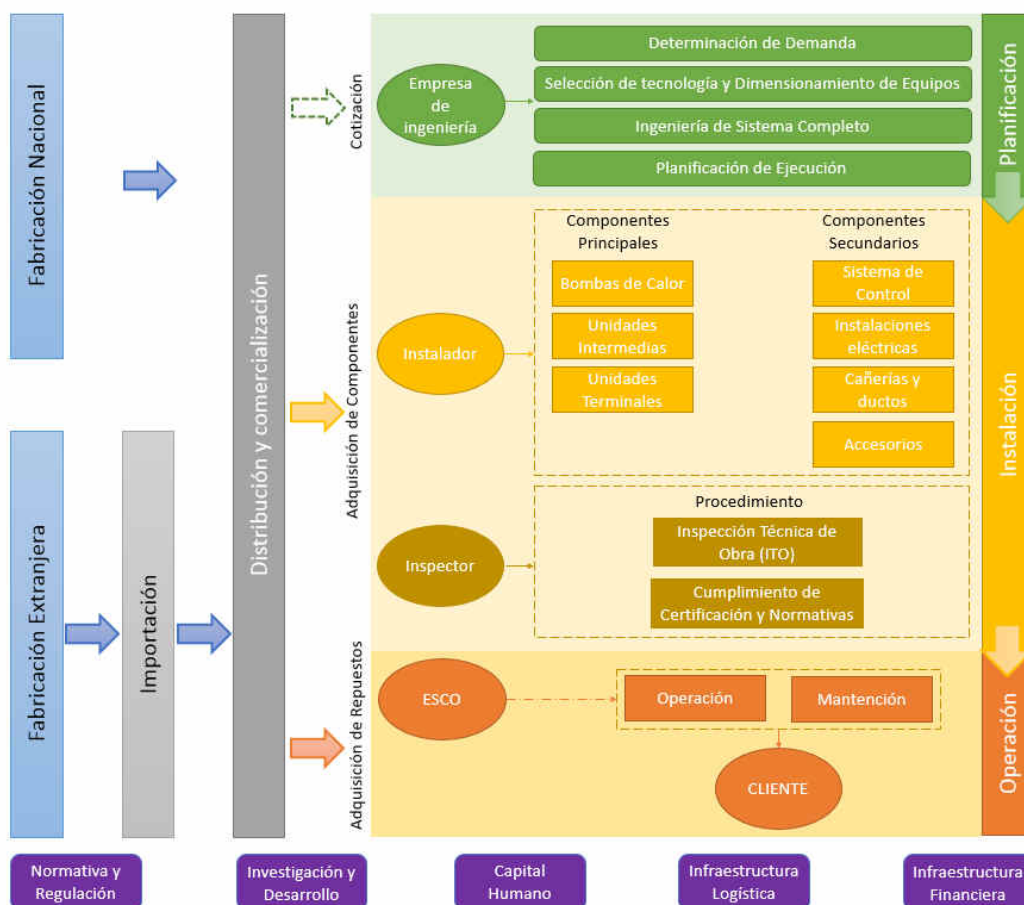 Fabricación Nacional
Fabricación Extranjera
Importación
Distribución y comercialización
Cotización
Adquisición de Componentes
Adquisición de Repuestos
Empresa
de
ingeniería
Determinación de Demanda
Selección de tecnología y Dimensionamiento de Equipos
Ingeniería de Sistema Completo
Planificación de Ejecución
Planificación
Instalador
Componentes
Principales
Bombas de Calor
Unidades
Intermedias
Unidades
Terminales
Componentes
Secundarios
Sistema de
Control
Instalaciones
eléctricas
Cañerías y
ductos
Accesorios
Instalación
Inspector
Procedimiento
Inspección Técnica de
Obra (ITO)
Cumplimiento de
Certificación y Normativas
ESCO
Operación
Mantención
CLIENTE
Operación
Normativa y
Regulación
Investigación y
Desarrollo
Capital
Humano
Infraestructura
Logística
Infraestructura
Financiera